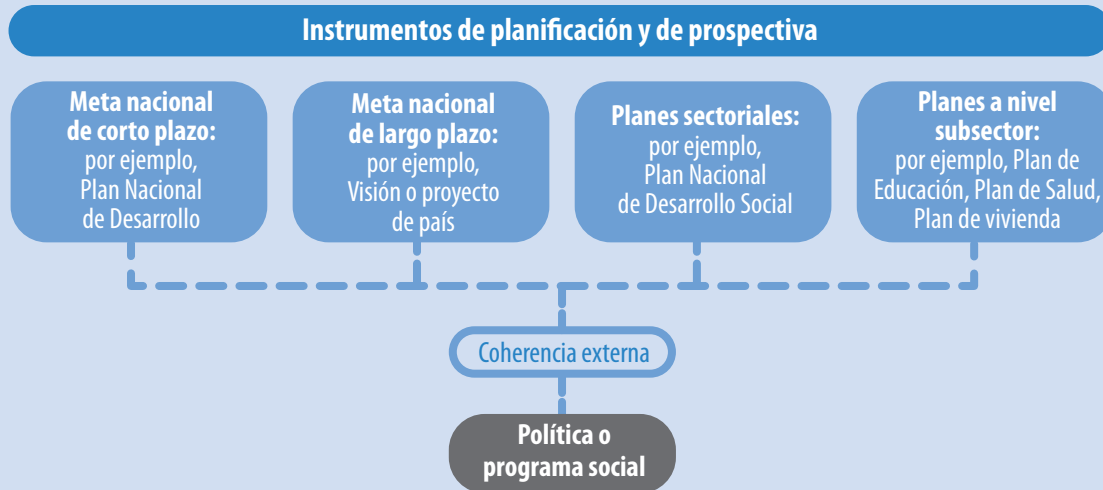 Instrumentos de planificación y de prospectiva
Meta nacional
de corto plazo:
por ejemplo,
Plan Nacional
de Desarrollo
Meta nacional
de largo plazo:
por ejemplo,
Visión o proyecto
de país
Planes sectoriales:
por ejemplo,
Plan Nacional
de Desarrollo Social
Planes a nivel
subsector:
por ejemplo, Plan de
Educación, Plan de Salud,
Plan de vivienda
Coherencia externa
Política o
programa social